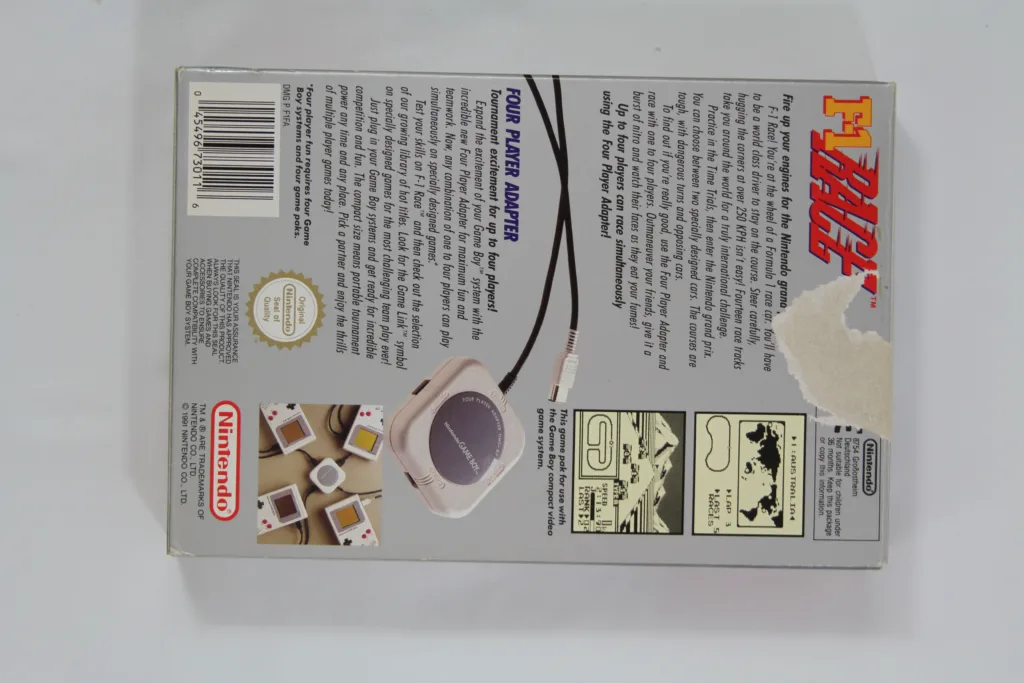 F-1 RACE™
Fire up your engines for the Nintendo grand
F-1 Race! You're at the wheel of a Formula 1 race car. You'll have
to be a world class driver to stay on the course. Steer carefully,
hugging the corners at over 250 KPH isn't easy! Fourteen race tracks
take you around the world for a truly international challenge.
Practice in the Time Trials, then enter the Nintendo grand prix.
You can choose between two specially designed cars. The courses are
tough, with dangerous turns and opposing cars.
To find out if you're really good, use the Four Player Adapter and
race with one to four players. Outmaneuver your friends, give it a
burst of nitro and watch their faces as they eat your fumes!
Up to four players can race simultaneously
using the Four Player Adapter!
Nintendo
8754 Großostheim
Deutschland
Not suitable for children under
36 months. Keep this package
or copy this information.
1:AUSTRALIA
LAP 3
LAST 5
RACES
SPEED
RANK
LAST
This game pak for use with
the Game Boy compact video
game system.
FOUR PLAYER ADAPTER
Tournament excitement for up to four players!
Expand the excitement of your Game Boy™ system with the
incredible new Four Player Adapter for maximum fun and
teamwork. Now, any combination of one to four players can play
simultaneously on specially designed games.*
Test your skills on F-1 Race™ and then check out the selection
of our growing library of hot titles. Look for the Game Link™ symbol
on specially designed games for the most challenging team play ever!
Just plug in your Game Boy systems and get ready for incredible
competition and fun. The compact size means portable tournament
power any time and any place. Pick a partner and enjoy the thrills
of multiple player games today!
FOUR PLAYER ADAPTER
Nintendo GAME BOY
*Four player fun requires four Game
Boy systems and four game paks.
DMG P F1FA
0 45496 73011 6
Original
Nintendo
Seal of
Quality
THIS SEAL IS YOUR ASSURANCE
THAT NINTENDO HAS APPROVED
THE QUALITY OF THIS PRODUCT.
ALWAYS LOOK FOR THIS SEAL
WHEN BUYING GAMES AND
ACCESSORIES TO ENSURE
COMPLETE COMPATIBILITY WITH
YOUR GAME BOY SYSTEM.
Nintendo®
TM & ® ARE TRADEMARKS OF
NINTENDO CO., LTD.
© 1991 NINTENDO CO., LTD.